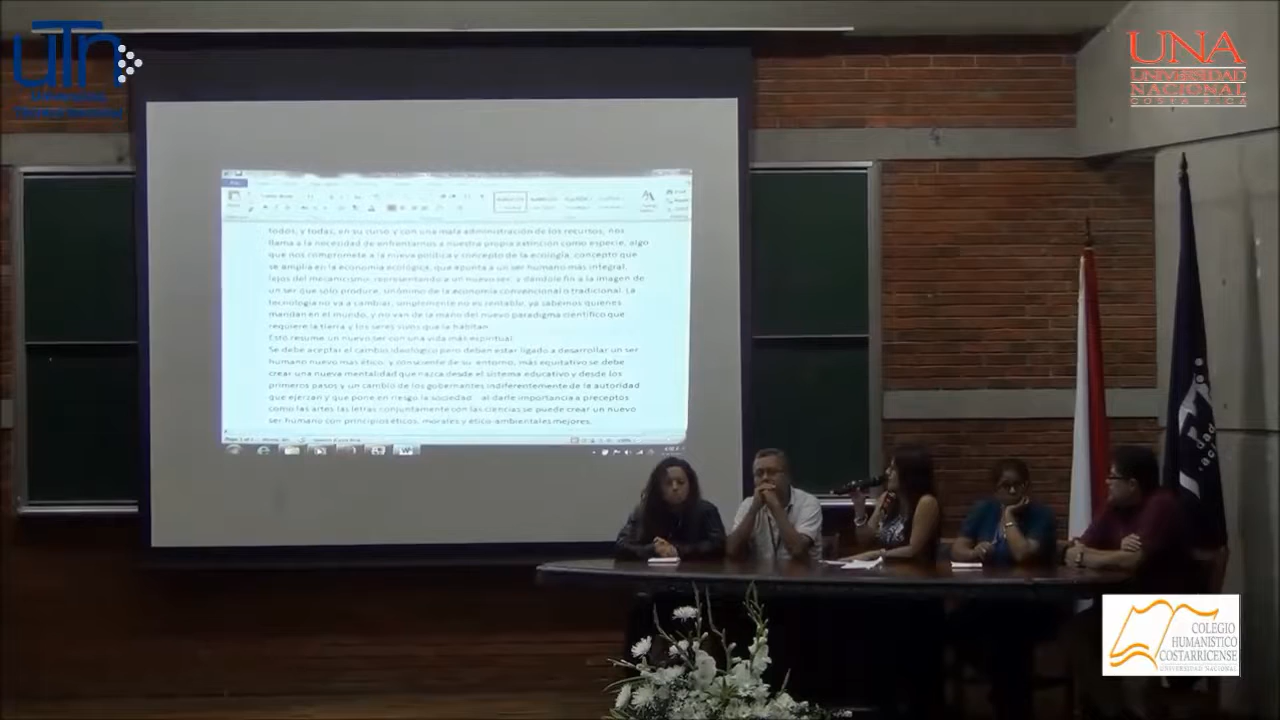 utn
UNA
UNIVERSIDAD
NACIONAL
COSTA RICA
todos, y todas, en su curso y con una mala administración de los recursos, nos
llama a la necesidad de enfrentarnos a nuestra propia extinción como especie, algo
que nos compromete a la nueva política y concepto de la ecología, concepto que
se amplia en la economía ecológica, que apunta a un ser humano más integral,
lejos del mecanicismo, representando a un nuevo ser, y dándole fin a la imagen de
un ser que solo produce, sinónimo de la economía convencional o tradicional. La
tecnología no va a cambiar, simplemente no es rentable, ya sabemos quienes
mandan en el mundo, y no van de la mano del nuevo paradigma científico que
requiere la tierra y los seres vivos que la habitan.
Esto resume un nuevo ser con una vida más espiritual.
Se debe aceptar el cambio ideológico pero deben estar ligado a desarrollar un ser
humano nuevo más ético, y consciente de su entorno, más equitativo se debe
crear una nueva mentalidad que nazca desde el sistema educativo y desde los
primeros pasos y un cambio de los gobernantes indiferentemente de la autoridad
que ejerzan y que pone en riesgo la sociedad al darle importancia a preceptos
como las artes las letras conjuntamente con las ciencias se puede crear un nuevo
ser humano con principios éticos, morales y ético-ambientales mejores.
COLEGIO
HUMANÍSTICO
COSTARRICENSE
UNIVERSIDAD NACIONAL